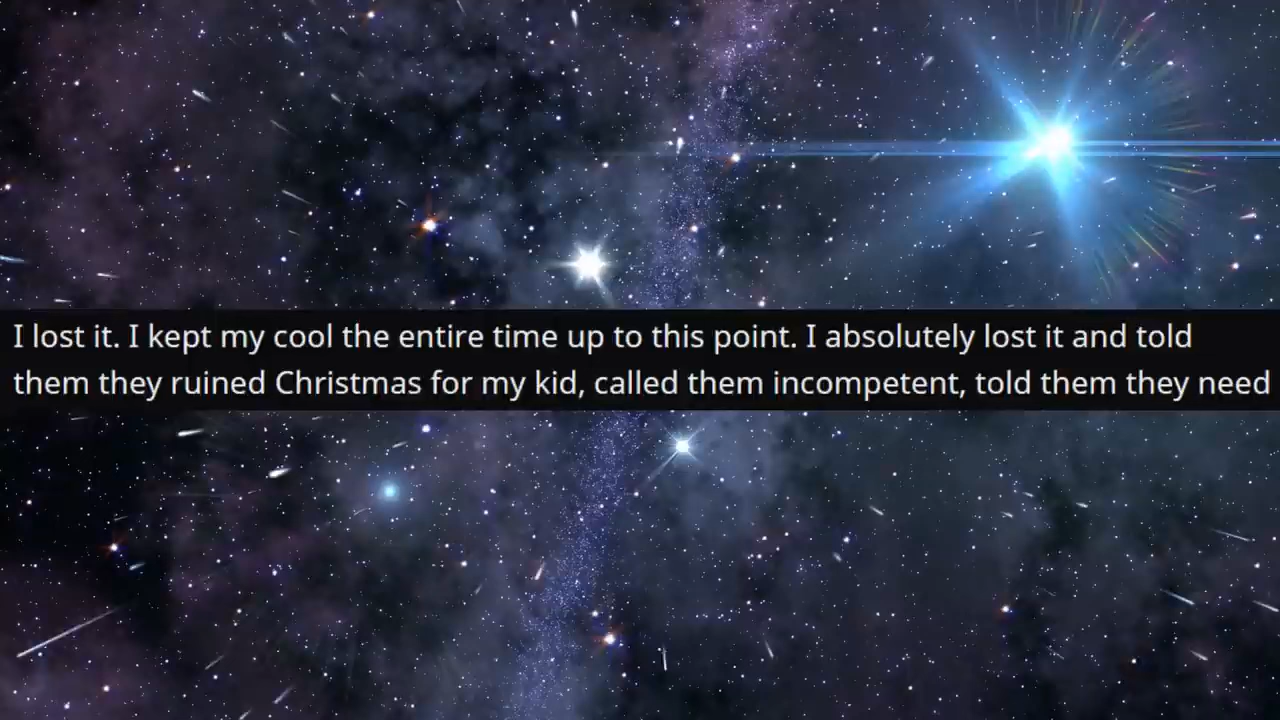 I lost it. I kept my cool the entire time up to this point. I absolutely lost it and told
them they ruined Christmas for my kid, called them incompetent, told them they need